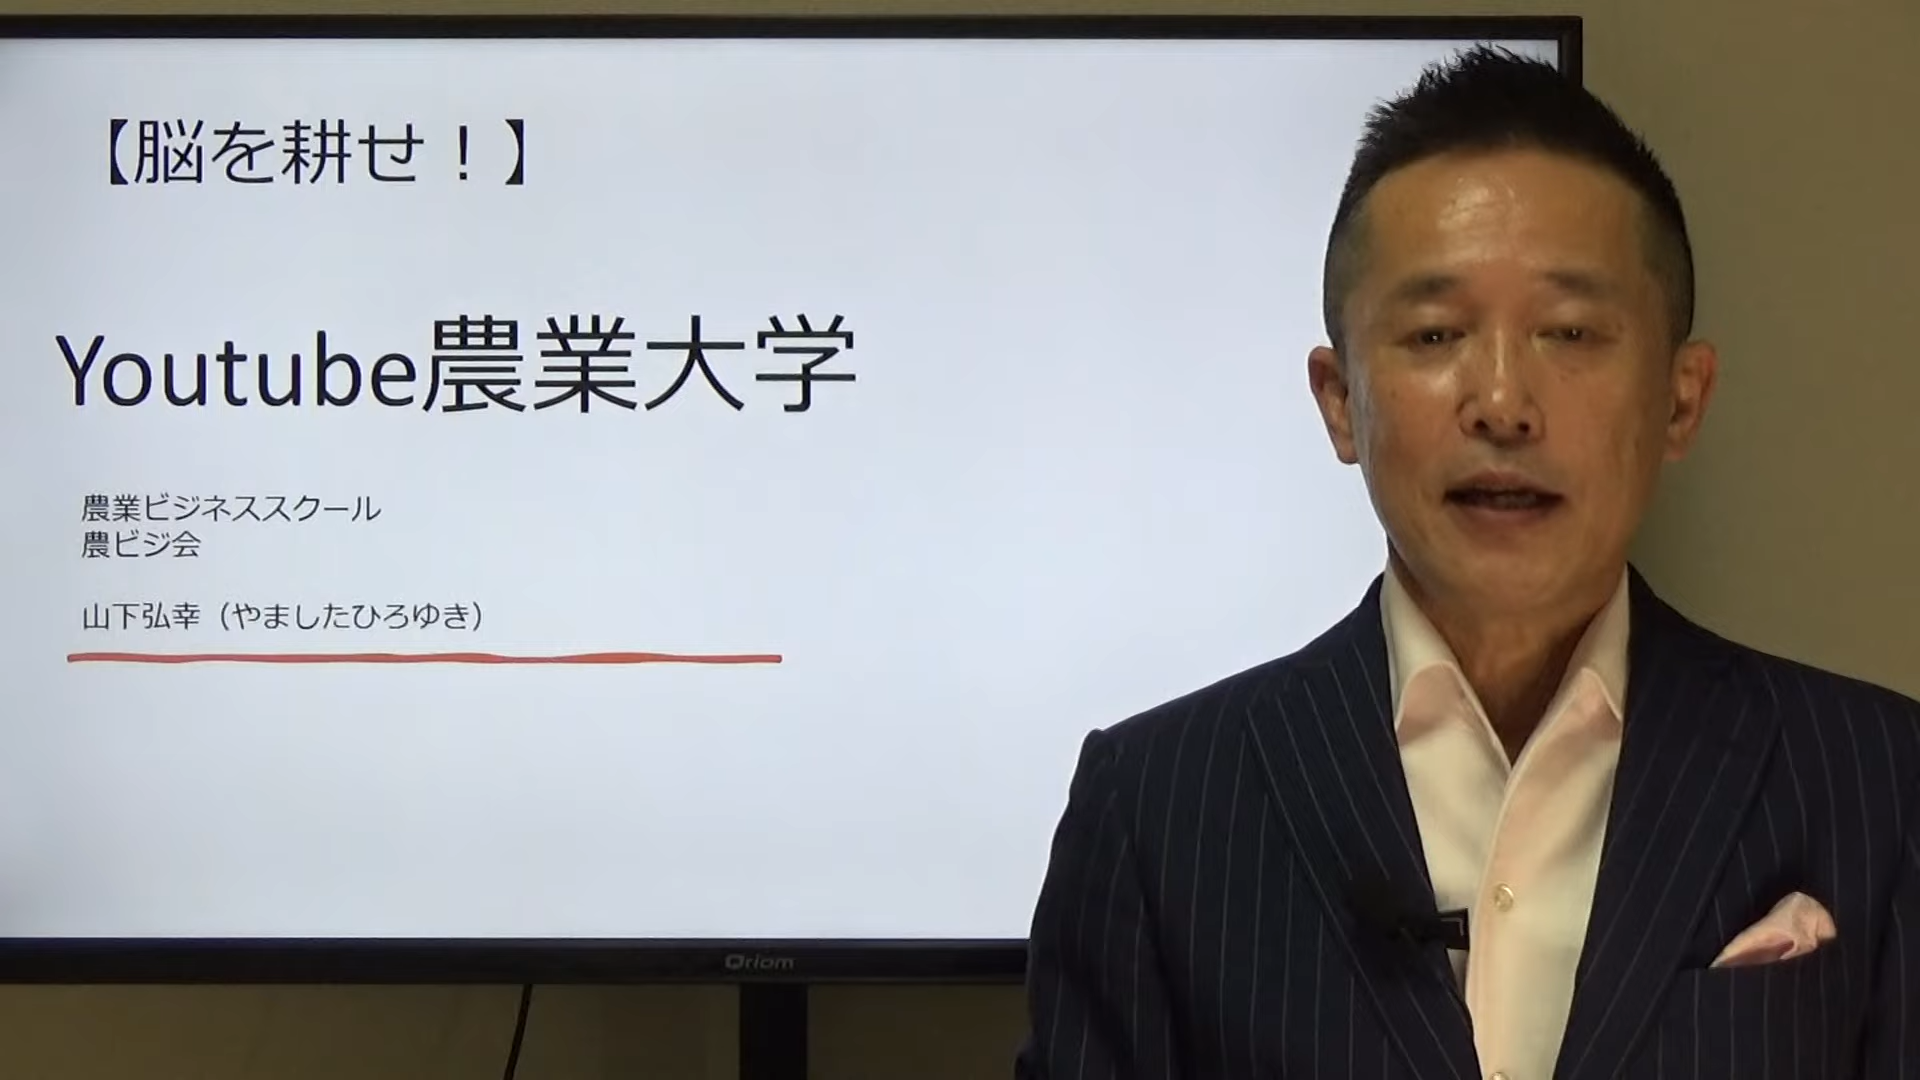 【脳を耕せ！】
Youtube農業大学
農業ビジネススクール
農ビジ会
山下弘幸（やましたひろゆき）
Qriom